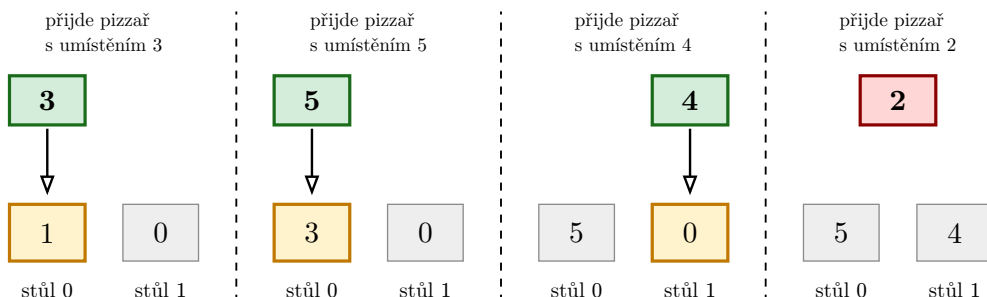 přijde pizzař
s umístěním 3
3
1
0
stůl 0
stůl 1
přijde pizzař
s umístěním 5
5
3
0
stůl 0
stůl 1
přijde pizzař
s umístěním 4
4
5
0
stůl 0
stůl 1
přijde pizzař
s umístěním 2
2
5
4
stůl 0
stůl 1